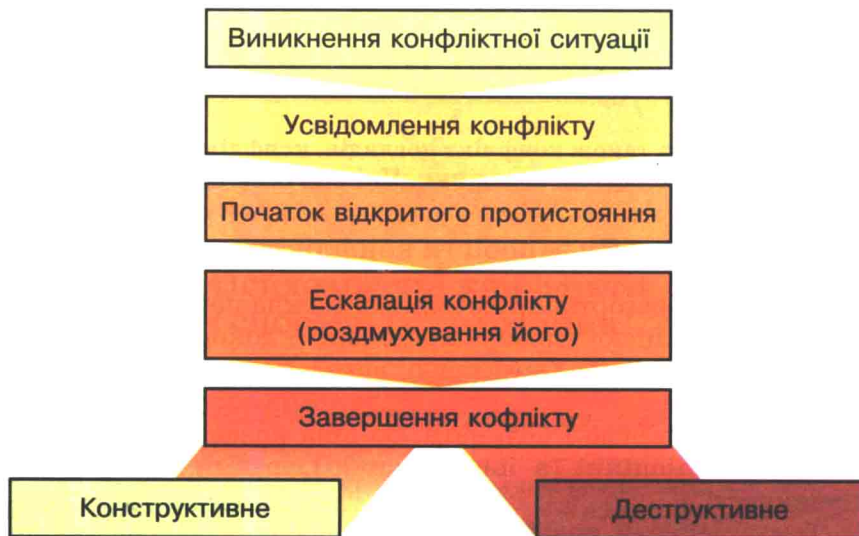 Виникнення конфліктної ситуації
Усвідомлення конфлікту
Початок відкритого протистояння
Ескалація конфлікту
(роздмухування його)
Завершення кофлікту
Конструктивне
Деструктивне